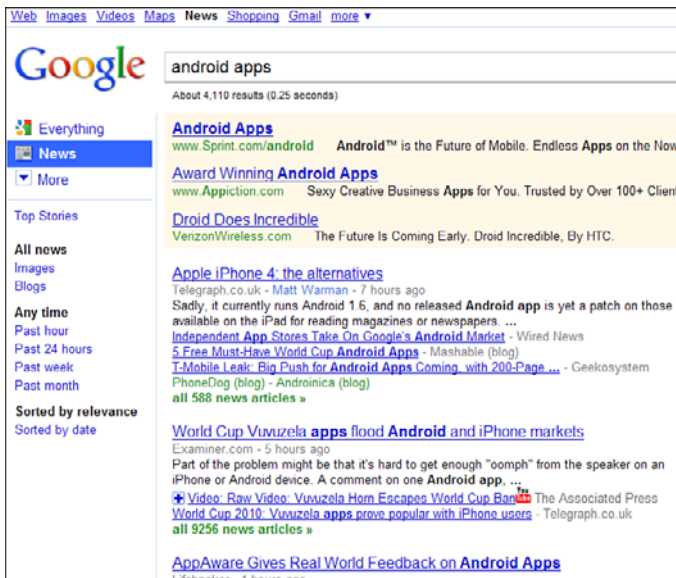 Web Images Videos Maps News Shopping Gmail more ▼
Google
android apps
About 4,110 results (0.25 seconds)
Everything
News
More
Top Stories
All news
Images
Blogs
Any time
Past hour
Past 24 hours
Past week
Past month
Sorted by relevance
Sorted by date
Android Apps
www.Sprint.com/android Android™ is the Future of Mobile. Endless Apps on the Now
Award Winning Android Apps
www.Appiction.com Sexy Creative Business Apps for You. Trusted by Over 100+ Client
Droid Does Incredible
VerizonWireless.com The Future Is Coming Early. Droid Incredible, By HTC.
Apple iPhone 4: the alternatives
Telegraph.co.uk - Matt Warman - 7 hours ago
Sadly, it currently runs Android 1.6, and no released Android app is yet a patch on those
available on the iPad for reading magazines or newspapers. ...
Independent App Stores Take On Google's Android Market - Wired News
5 Free Must-Have World Cup Android Apps - Mashable (blog)
T-Mobile Leak: Big Push for Android Apps Coming, with 200-Page ... - Geekosystem
PhoneDog (blog) - Androinica (blog)
all 588 news articles »
World Cup Vuvuzela apps flood Android and iPhone markets
Examiner.com - 5 hours ago
Part of the problem might be that it's hard to get enough "oomph" from the speaker on an
iPhone or Android device. A comment on one Android app, ...
Video: Raw Video: Vuvuzela Horn Escapes World Cup Ban You Tube The Associated Press
World Cup 2010: Vuvuzela apps prove popular with iPhone users - Telegraph.co.uk
all 9256 news articles »
AppAware Gives Real World Feedback on Android Apps